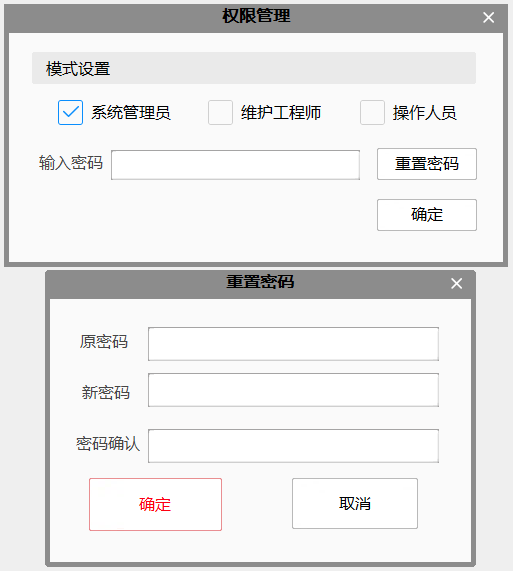 权限管理
模式设置
系统管理员 维护工程师 操作人员
输入密码 重置密码
确定
重置密码
原密码
新密码
密码确认
确定 取消